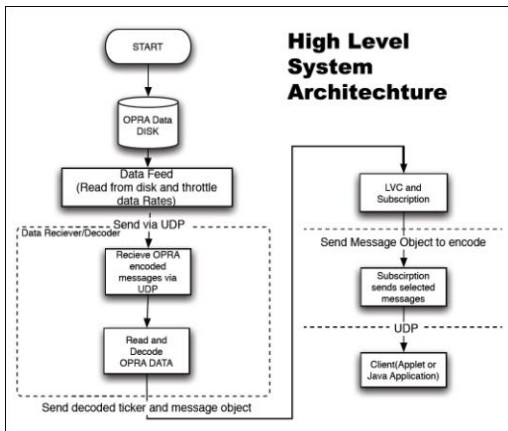 High Level
System
Architechture
START
OPRA Data
DISK
Data Feed
(Read from disk and throttle
data Rates)
Send via UDP
Data Reciever/Decoder
Recieve OPRA
encoded
messages via
UDP
Read and
Decode
OPRA DATA
Send decoded ticker and message object
LVC and
Subscription
Send Message Object to encode
Subscirption
sends selected
messages
UDP
Client(Applet or
Java Application)